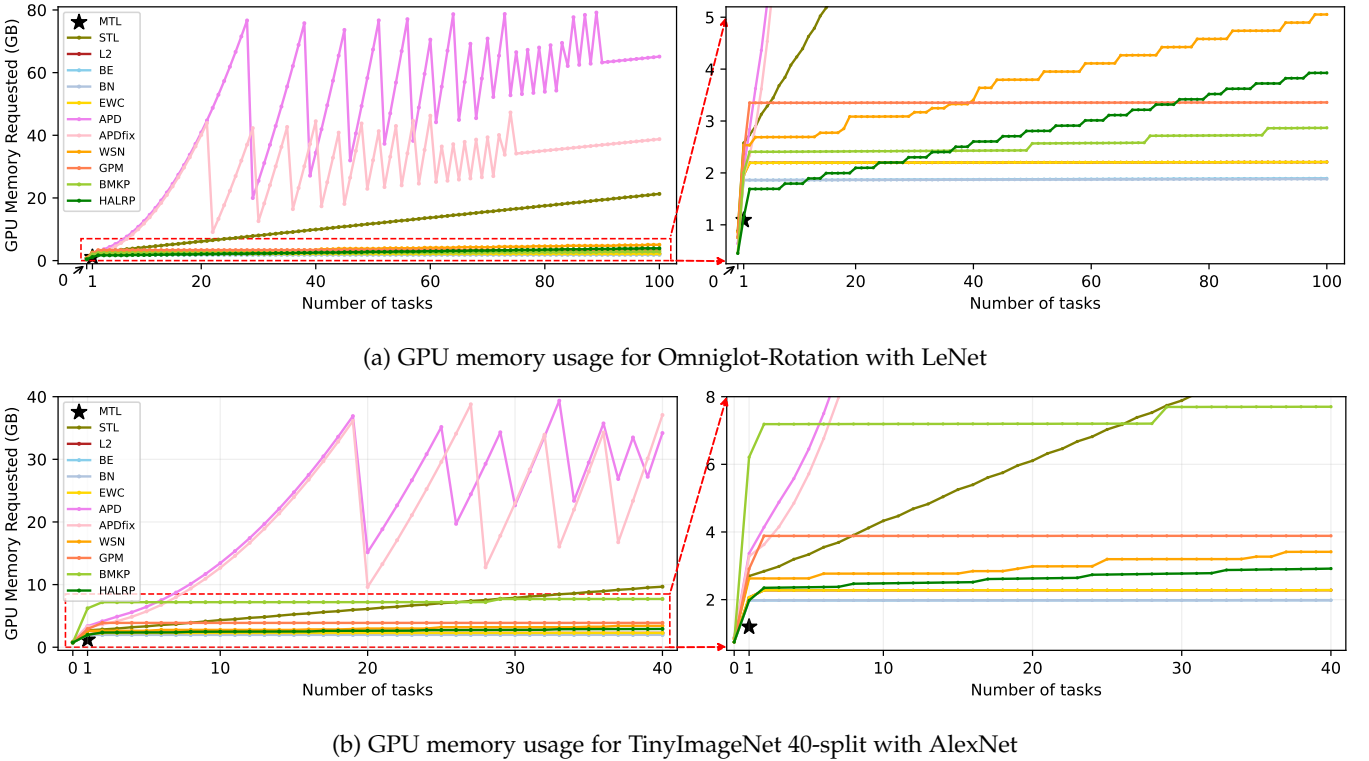 GPU Memory Requested (GB)
80
60
40
20
0
MTL
STL
L2
BE
BN
EWC
APD
APDfix
WSN
GPM
BMKP
HALRP
0 1 20 40 60 80 100
Number of tasks
5
4
3
2
1
0 1 20 40 60 80 100
Number of tasks
(a) GPU memory usage for Omniglot-Rotation with LeNet
GPU Memory Requested (GB)
40
30
20
10
0
MTL
STL
L2
BE
BN
EWC
APD
APDfix
WSN
GPM
BMKP
HALRP
0 1 10 20 30 40
Number of tasks
8
6
4
2
0 1 10 20 30 40
Number of tasks
(b) GPU memory usage for TinyImageNet 40-split with AlexNet